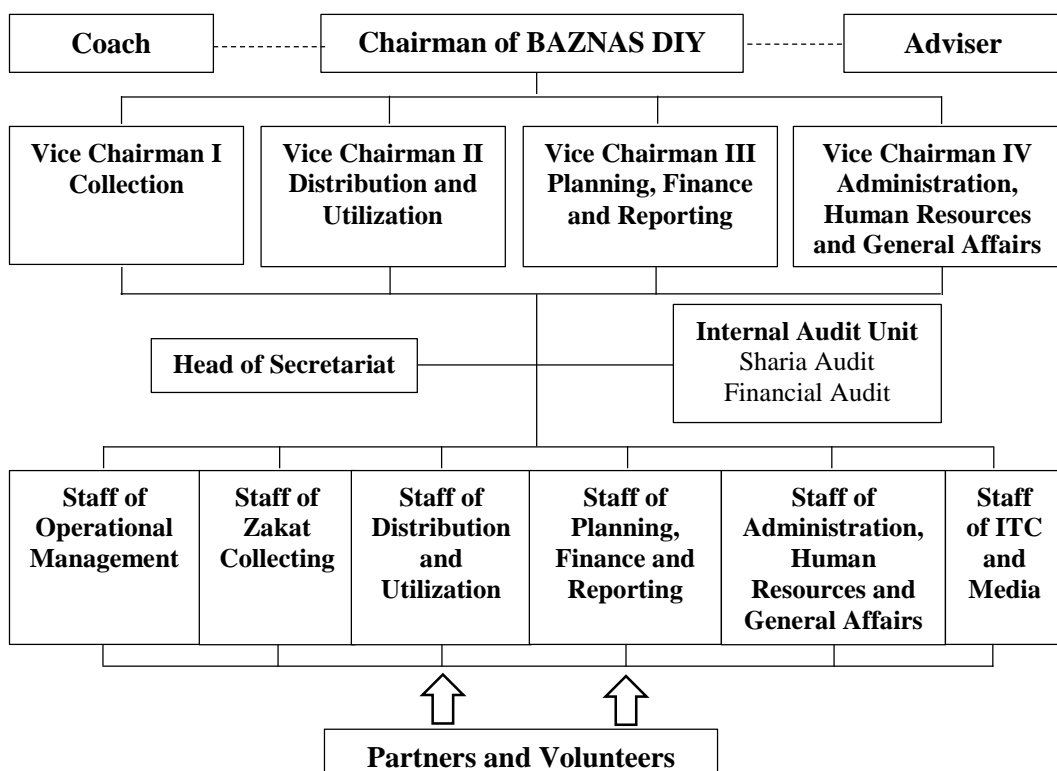 Coach
Chairman of BAZNAS DIY
Adviser
Vice Chairman I
Collection
Vice Chairman II
Distribution and
Utilization
Vice Chairman III
Planning, Finance
and Reporting
Vice Chairman IV
Administration,
Human Resources
and General Affairs
Head of Secretariat
Internal Audit Unit
Sharia Audit
Financial Audit
Staff of
Operational
Management
Staff of
Zakat
Collecting
Staff of
Distribution
and
Utilization
Staff of
Planning,
Finance and
Reporting
Staff of
Administration,
Human
Resources and
General Affairs
Staff
of ITC
and
Media
Partners and Volunteers